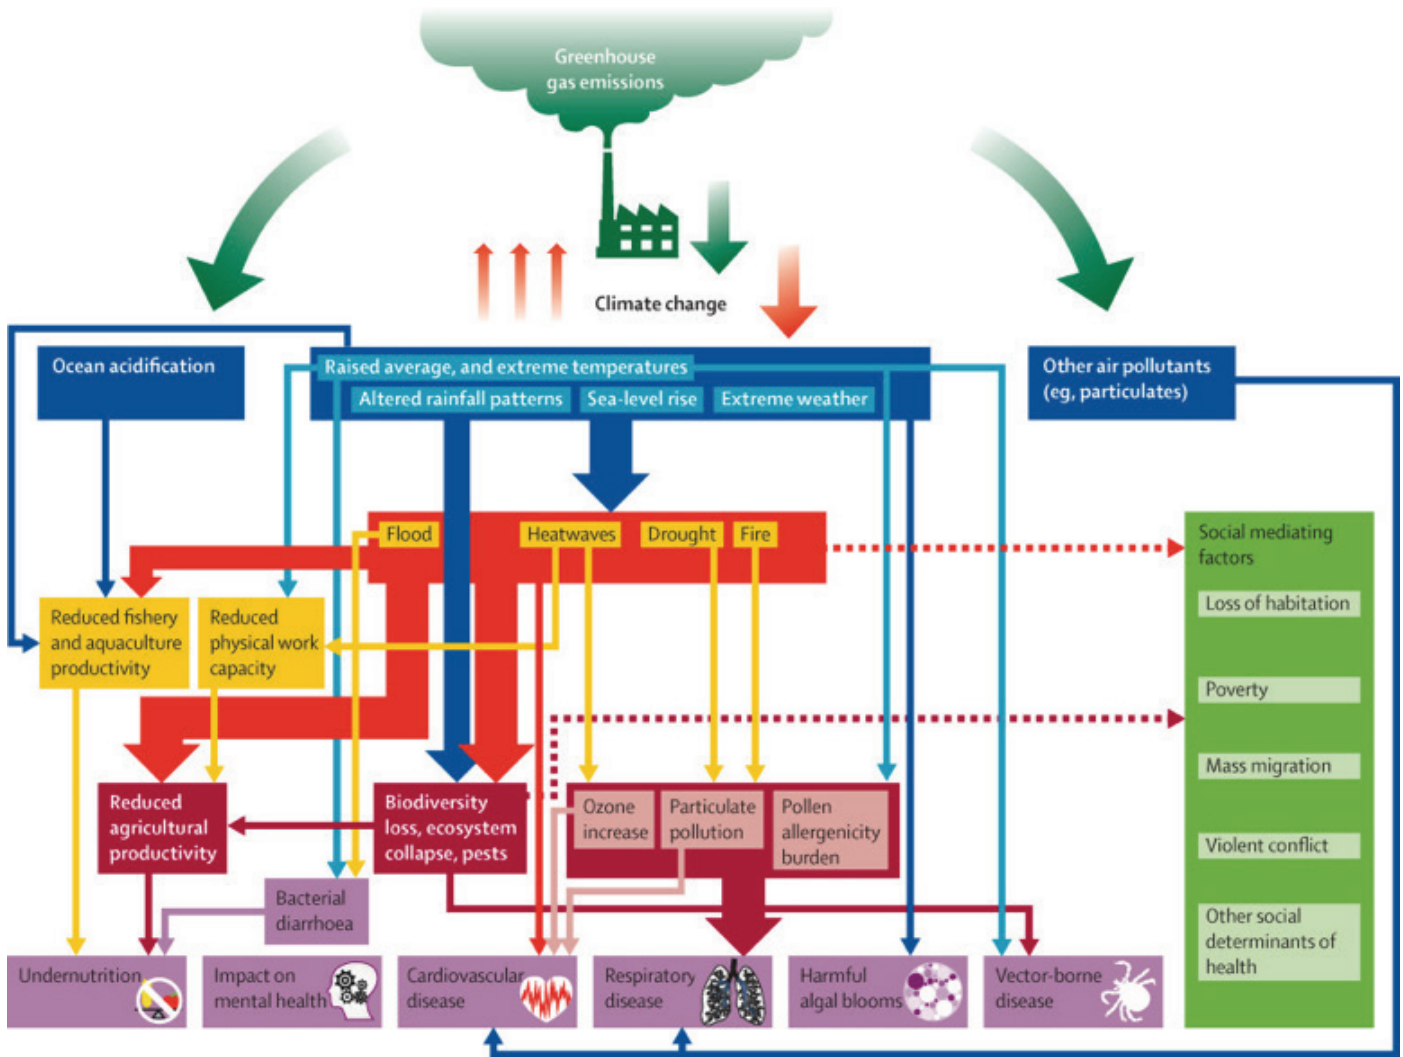 Greenhouse
gas emissions
Climate change
Ocean acidification
Raised average, and extreme temperatures
Altered rainfall patterns
Sea-level rise
Extreme weather
Other air pollutants
(eg, particulates)
Flood
Heatwaves
Drought
Fire
Social mediating
factors
Loss of habitation
Poverty
Mass migration
Violent conflict
Other social
determinants of
health
Reduced fishery
and aquaculture
productivity
Reduced
physical work
capacity
Reduced
agricultural
productivity
Biodiversity
loss, ecosystem
collapse, pests
Ozone
increase
Particulate
pollution
Pollen
allergenicity
burden
Bacterial
diarrhoea
Undernutrition
Impact on
mental health
Cardiovascular
disease
Respiratory
disease
Harmful
algal blooms
Vector-borne
disease